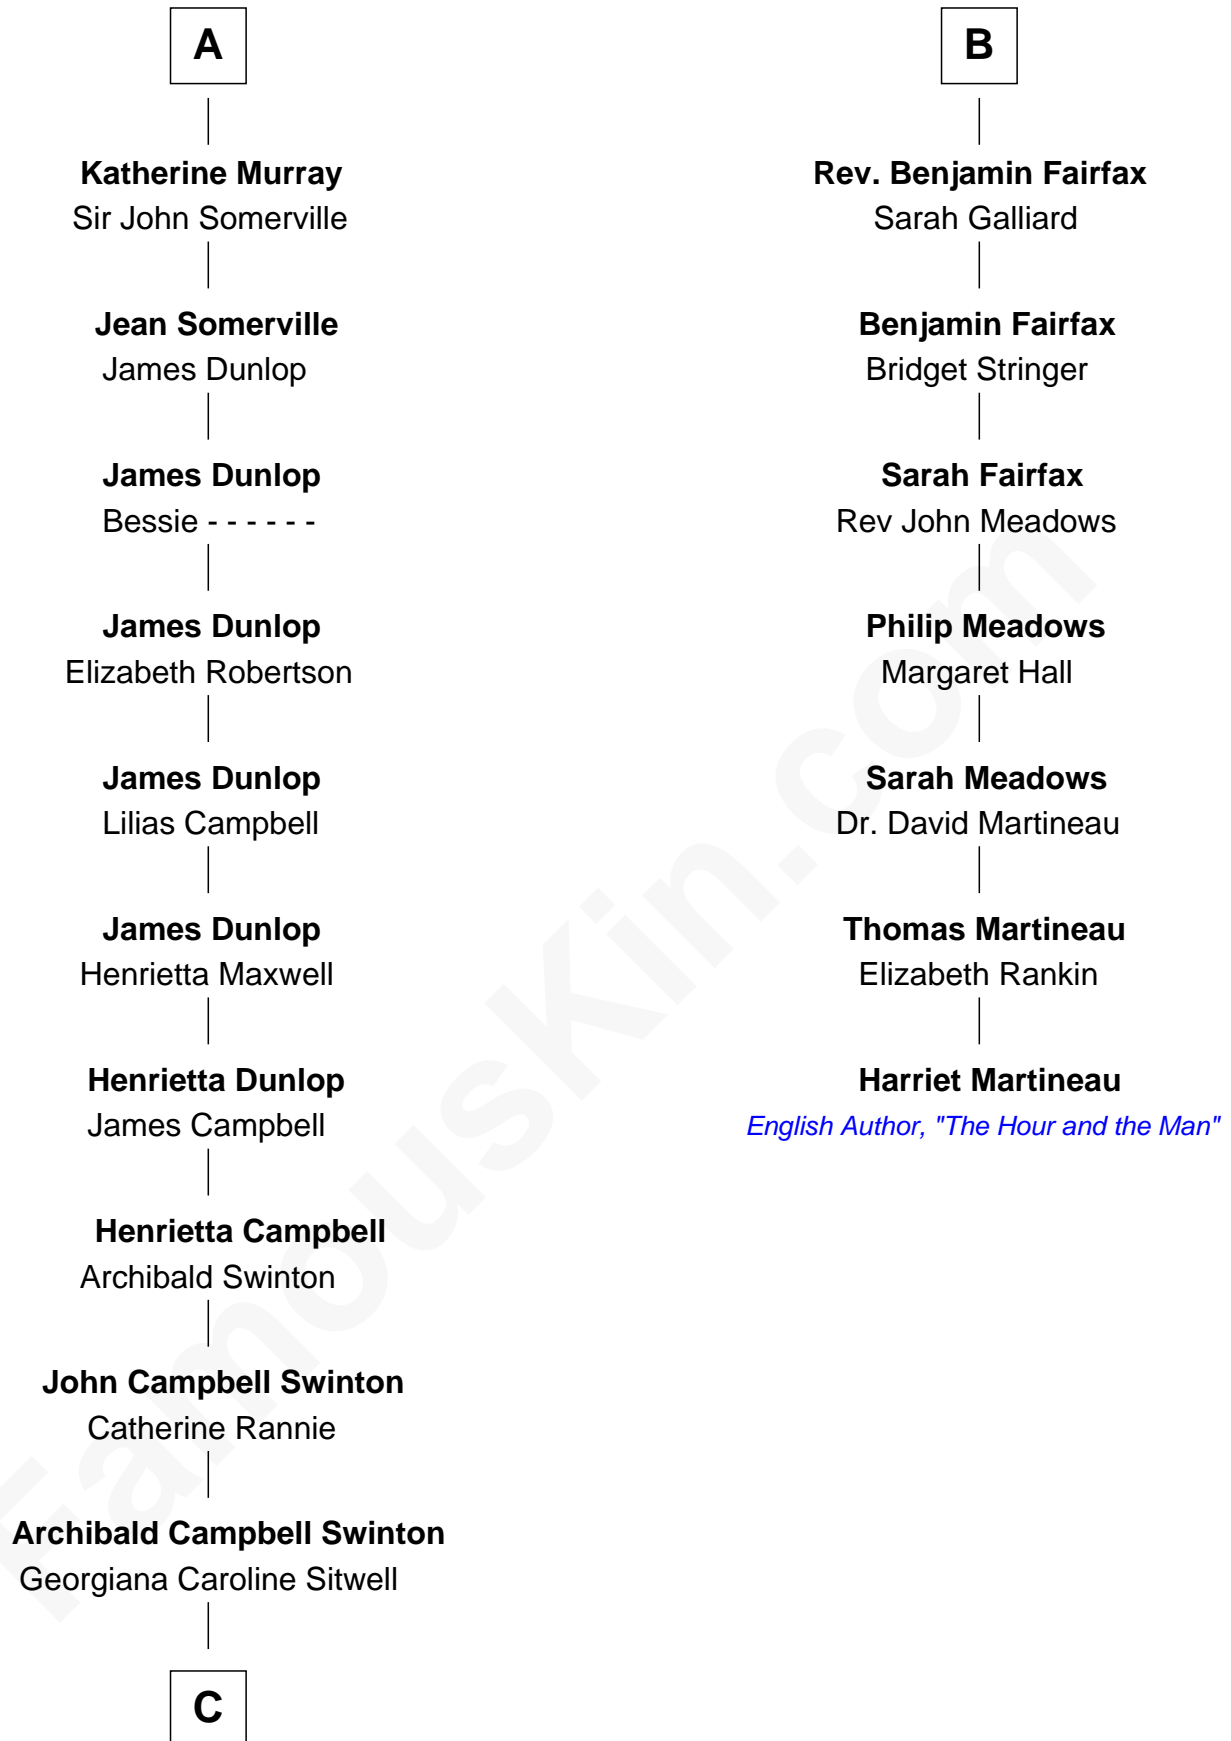 A
Katherine Murray
Sir John Somerville
Jean Somerville
James Dunlop
James Dunlop
Bessie - - - - - -
James Dunlop
Elizabeth Robertson
James Dunlop
Lilias Campbell
James Dunlop
Henrietta Maxwell
Henrietta Dunlop
James Campbell
Henrietta Campbell
Archibald Swinton
John Campbell Swinton
Catherine Rannie
Archibald Campbell Swinton
Georgiana Caroline Sitwell
C
B
Rev. Benjamin Fairfax
Sarah Galliard
Benjamin Fairfax
Bridget Stringer
Sarah Fairfax
Rev John Meadows
Philip Meadows
Margaret Hall
Sarah Meadows
Dr. David Martineau
Thomas Martineau
Elizabeth Rankin
Harriet Martineau
English Author, "The Hour and the Man"
FamousKin.com